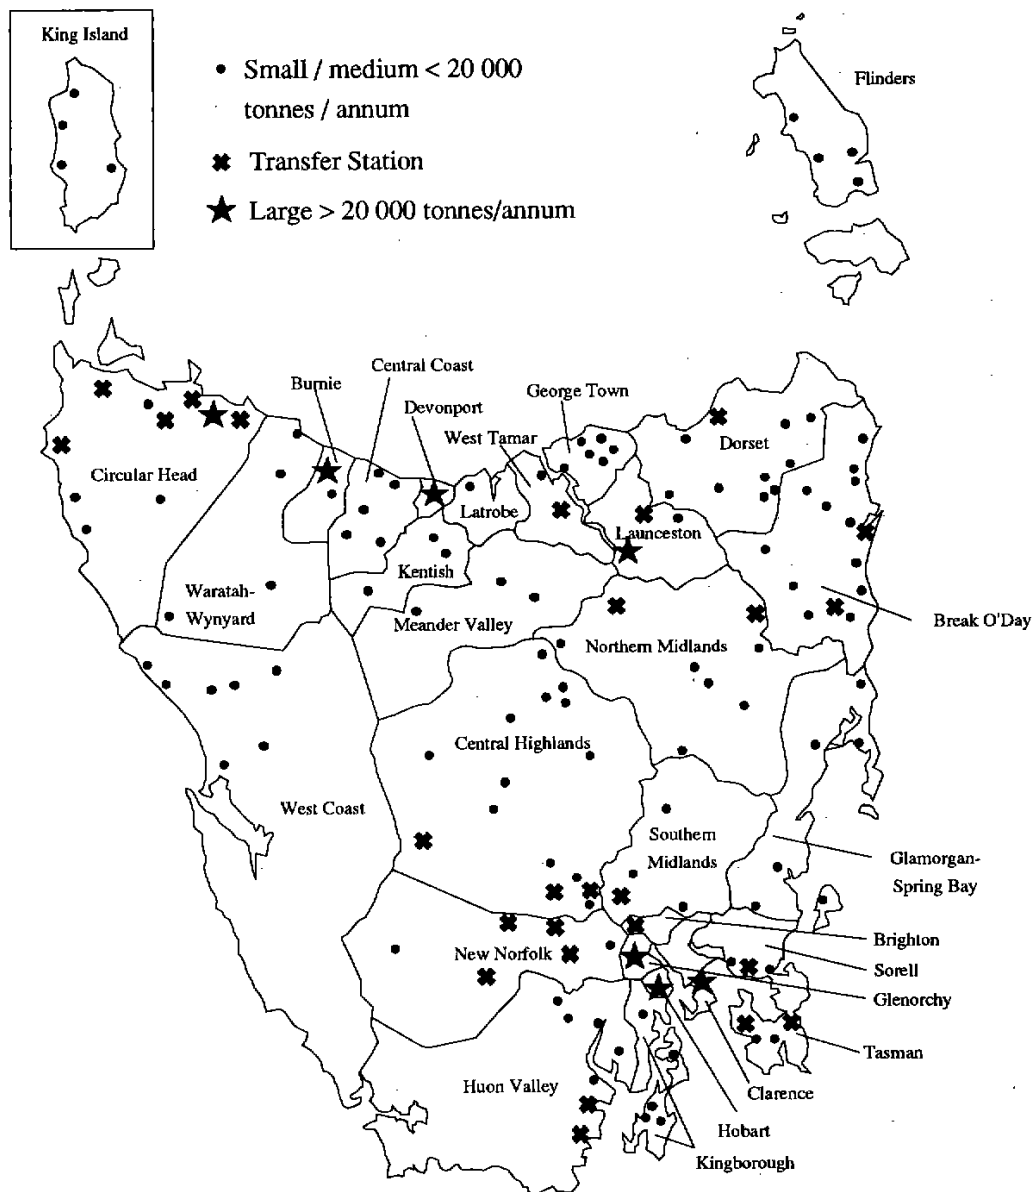 King Island
Small / medium < 20 000
tonnes / annum
Transfer Station
Large > 20 000 tonnes/annum
Flinders
Burnie
Central Coast
Devonport
West Tamar
George Town
Dorset
Circular Head
Latrobe
Launceston
Kentish
Waratah-
Wynyard
Meander Valley
Break O'Day
Northern Midlands
Central Highlands
West Coast
Southern
Midlands
Glamorgan-
Spring Bay
Brighton
New Norfolk
Sorell
Glenorchy
Tasman
Huon Valley
Clarence
Hobart
Kingborough